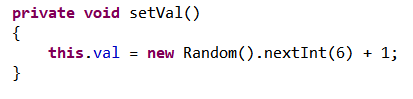 private void setVal()
{
    this.val = new Random().nextInt(6) + 1;
}